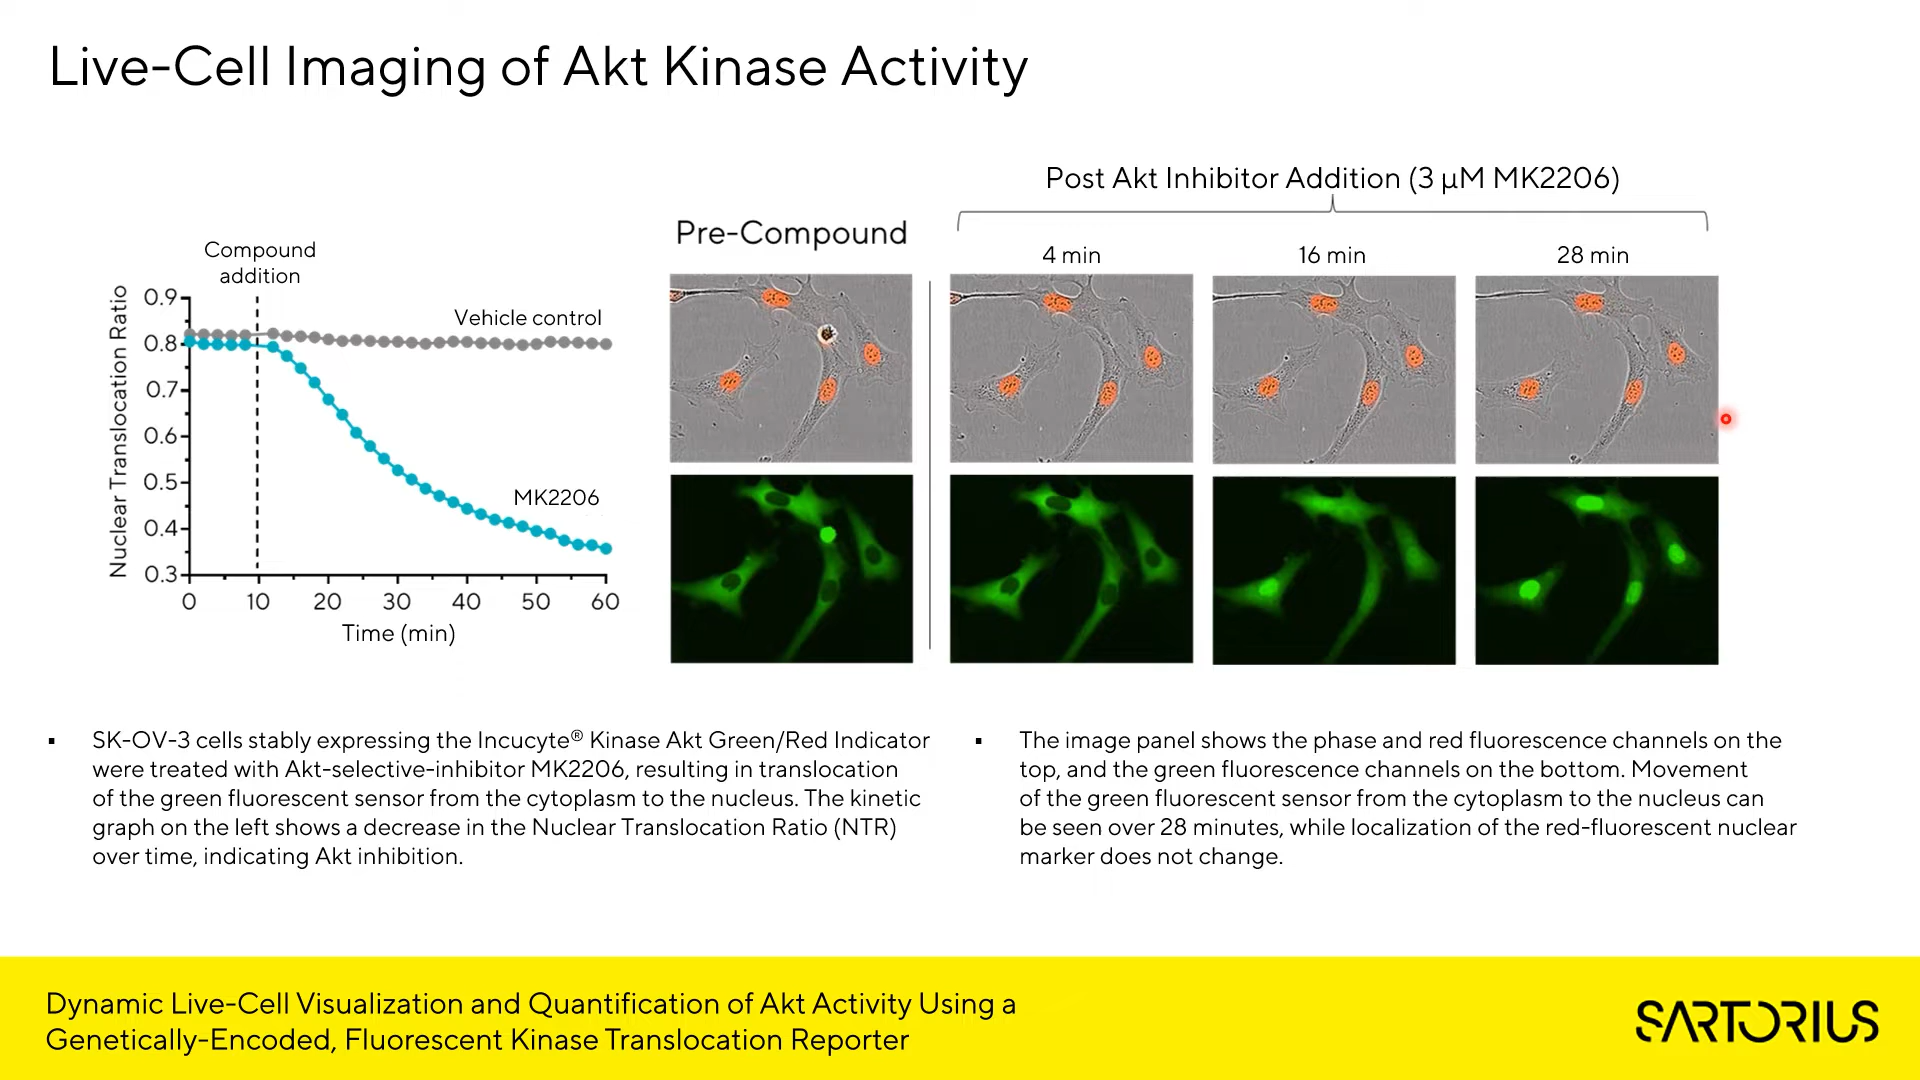 Live-Cell Imaging of Akt Kinase Activity
Compound
addition
Nuclear Translocation Ratio
0.9
0.8
0.7
0.6
0.5
0.4
0.3
Vehicle control
MK2206
0 10 20 30 40 50 60
Time (min)
Pre-Compound
Post Akt Inhibitor Addition (3 µM MK2206)
4 min
16 min
28 min
▪ SK-OV-3 cells stably expressing the Incucyte® Kinase Akt Green/Red Indicator
were treated with Akt-selective-inhibitor MK2206, resulting in translocation
of the green fluorescent sensor from the cytoplasm to the nucleus. The kinetic
graph on the left shows a decrease in the Nuclear Translocation Ratio (NTR)
over time, indicating Akt inhibition.
▪ The image panel shows the phase and red fluorescence channels on the
top, and the green fluorescence channels on the bottom. Movement
of the green fluorescent sensor from the cytoplasm to the nucleus can
be seen over 28 minutes, while localization of the red-fluorescent nuclear
marker does not change.
Dynamic Live-Cell Visualization and Quantification of Akt Activity Using a
Genetically-Encoded, Fluorescent Kinase Translocation Reporter
SARTORIUS